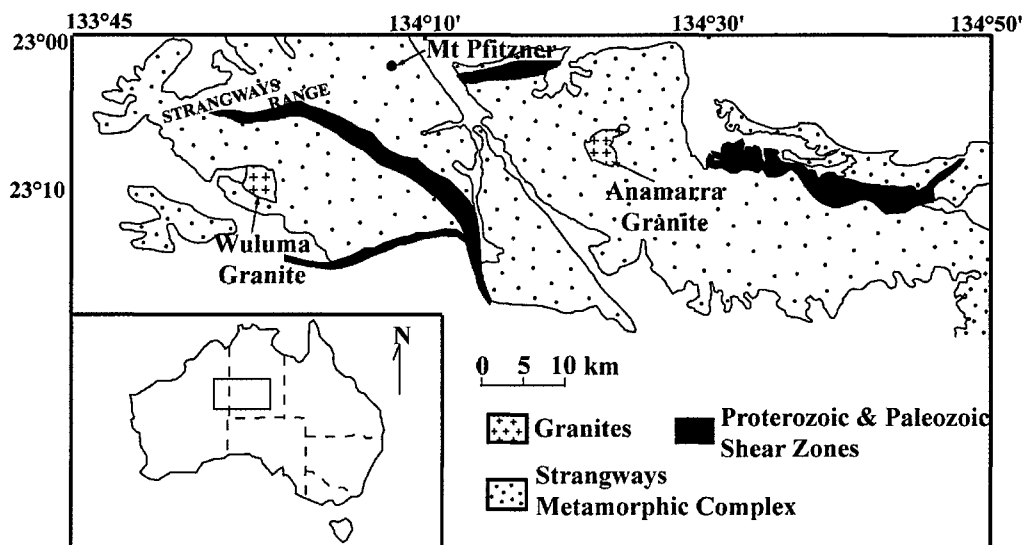 133°45
134°10'
134°30'
134°50'
23°00
Mt Pfitzner
STRANGWAYS RANGE
23°10
Anamarra
Granite
Wuluma
Granite
N
0 5 10 km
Granites
Proterozoic & Paleozoic
Shear Zones
Strangways
Metamorphic Complex